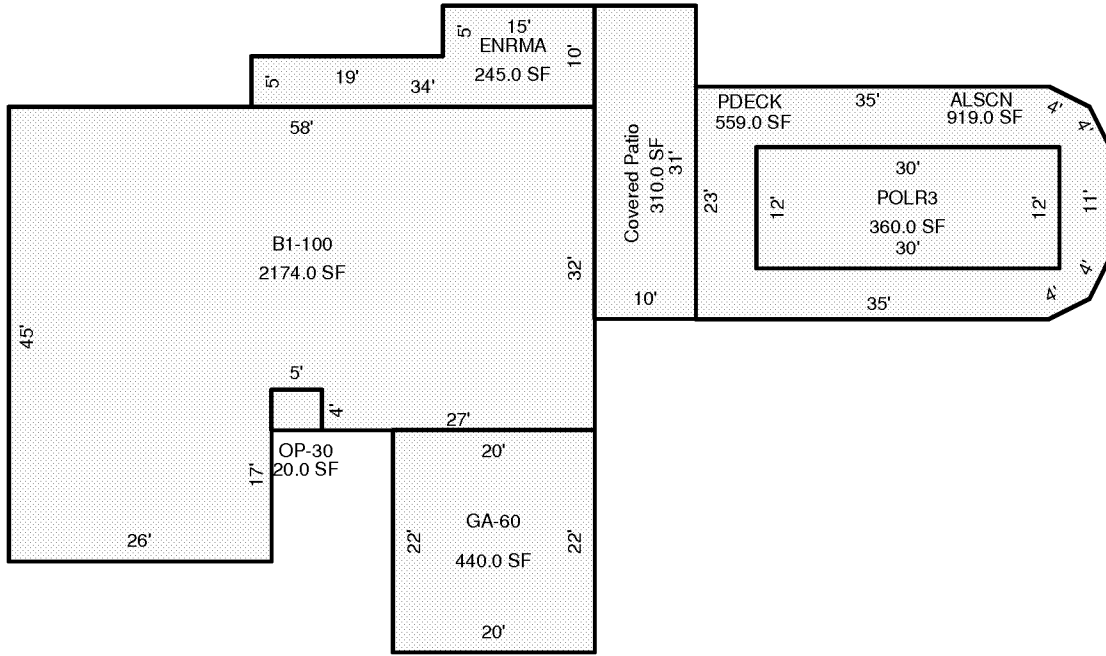 15'
5'
ENRMA
10'
245.0 SF
5'
19'
34'
58'
PDECK
559.0 SF
35'
ALSCN
919.0 SF
4'
4'
Covered Patio
310.0 SF
31'
23'
30'
12'
POLR3
12'
360.0 SF
30'
11'
B1-100
2174.0 SF
32'
10'
35'
4'
4'
45'
5'
4'
27'
OP-30
20.0 SF
17'
20'
26'
GA-60
440.0 SF
22'
22'
20'